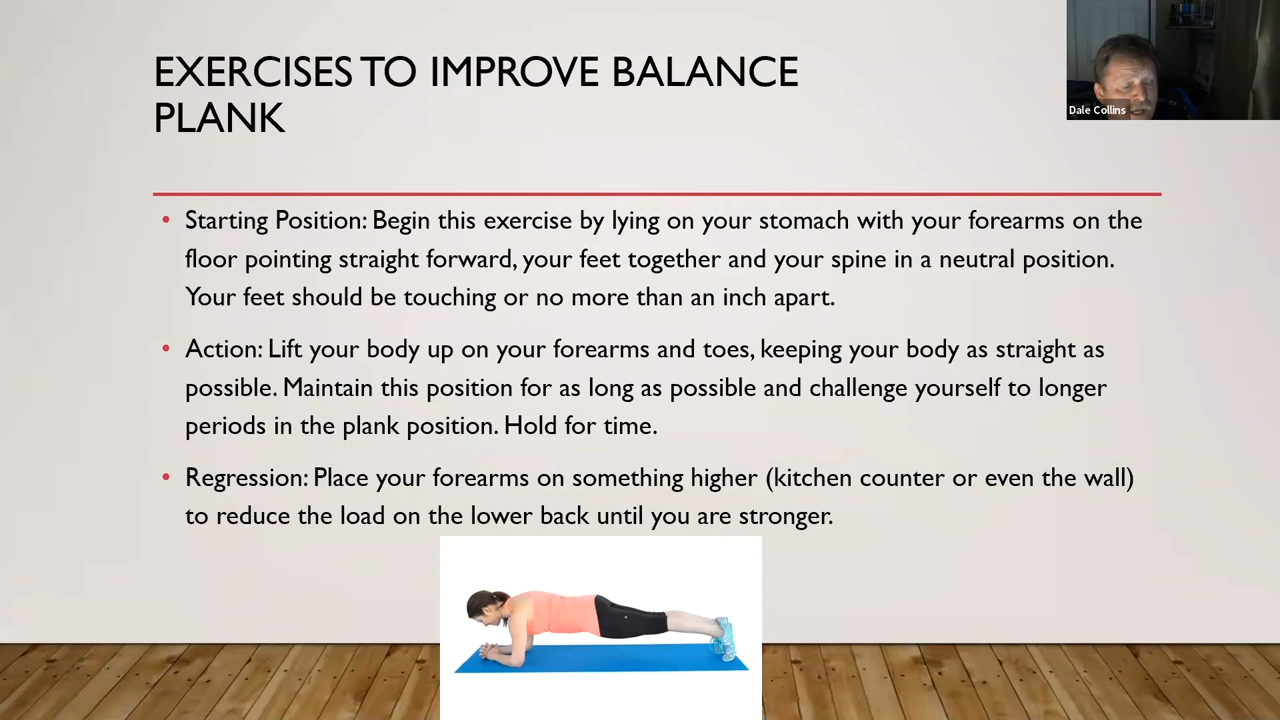 EXERCISES TO IMPROVE BALANCE
PLANK
Dale Collins
• Starting Position: Begin this exercise by lying on your stomach with your forearms on the
floor pointing straight forward, your feet together and your spine in a neutral position.
Your feet should be touching or no more than an inch apart.
• Action: Lift your body up on your forearms and toes, keeping your body as straight as
possible. Maintain this position for as long as possible and challenge yourself to longer
periods in the plank position. Hold for time.
• Regression: Place your forearms on something higher (kitchen counter or even the wall)
to reduce the load on the lower back until you are stronger.